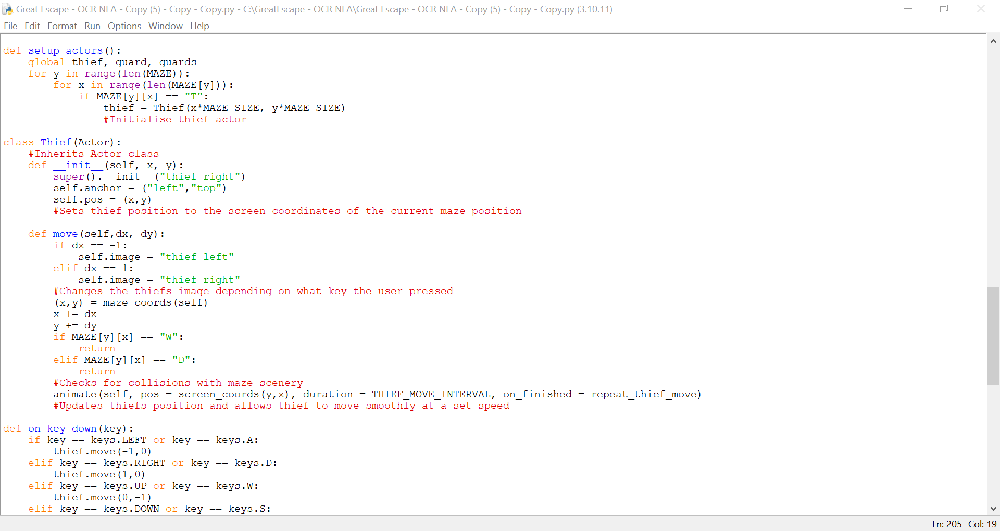 Great Escape - OCR NEA - Copy (5) - Copy - Copy.py - C:\GreatEscape - OCR NEA\Great Escape - OCR NEA - Copy (5) - Copy - Copy.py (3.10.11)
File Edit Format Run Options Window Help
def setup_actors():
    global thief, guard, guards
    for y in range(len(MAZE)):
        for x in range(len(MAZE[y])):
            if MAZE[y][x] == "T":
                thief = Thief(x*MAZE_SIZE, y*MAZE_SIZE)
                #Initialise thief actor

class Thief(Actor):
    #Inherits Actor class
    def __init__(self, x, y):
        super().__init__("thief_right")
        self.anchor = ("left","top")
        self.pos = (x,y)
        #Sets thief position to the screen coordinates of the current maze position

    def move(self,dx, dy):
        if dx == -1:
            self.image = "thief_left"
        elif dx == 1:
            self.image = "thief_right"
        #Changes the thiefs image depending on what key the user pressed
        (x,y) = maze_coords(self)
        x += dx
        y += dy
        if MAZE[y][x] == "W":
            return
        elif MAZE[y][x] == "D":
            return
        #Checks for collisions with maze scenery
        animate(self, pos = screen_coords(y,x), duration = THIEF_MOVE_INTERVAL, on_finished = repeat_thief_move)
        #Updates thiefs position and allows thief to move smoothly at a set speed

def on_key_down(key):
    if key == keys.LEFT or key == keys.A:
        thief.move(-1,0)
    elif key == keys.RIGHT or key == keys.D:
        thief.move(1,0)
    elif key == keys.UP or key == keys.W:
        thief.move(0,-1)
    elif key == keys.DOWN or key == keys.S:
Ln: 205 Col: 19